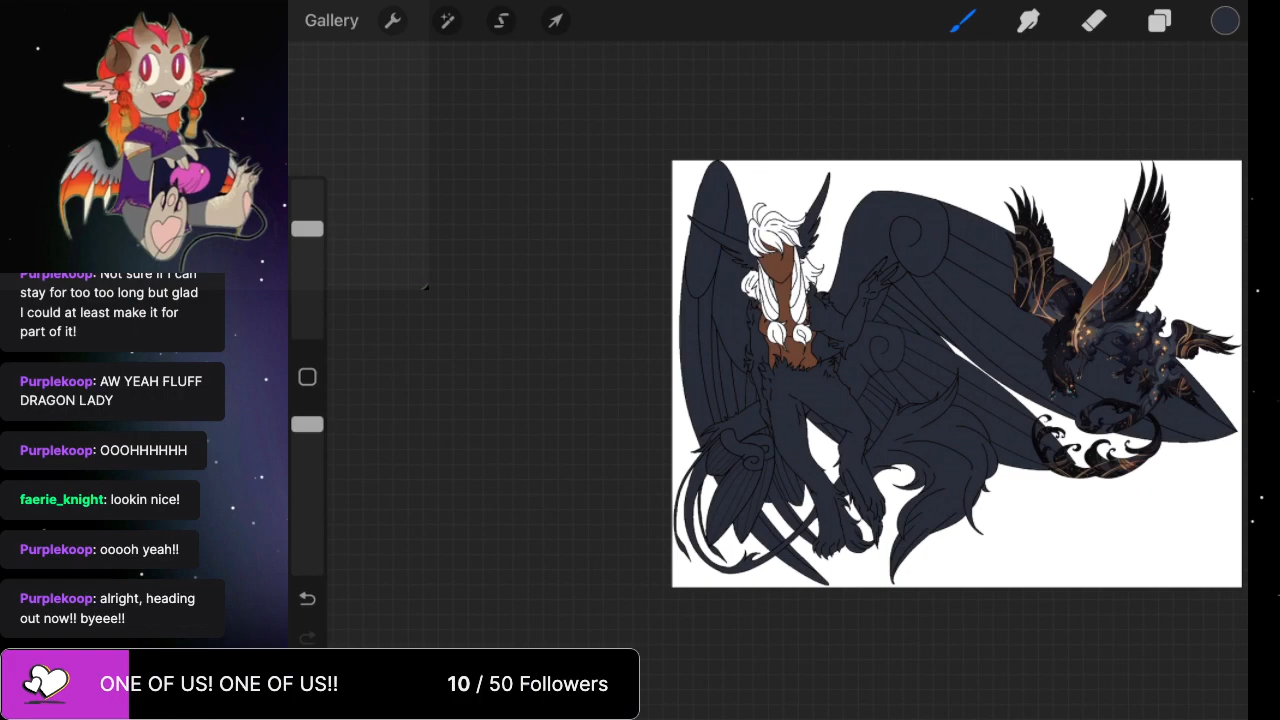 Gallery
Purplekoop: Not sure if I can
stay for too too long but glad
I could at least make it for
part of it!
Purplekoop: AW YEAH FLUFF
DRAGON LADY
Purplekoop: OOOHHHHHH
faerie_knight: lookin nice!
Purplekoop: ooooh yeah!!
Purplekoop: alright, heading
out now!! byeee!!
ONE OF US! ONE OF US!!
10 / 50 Followers